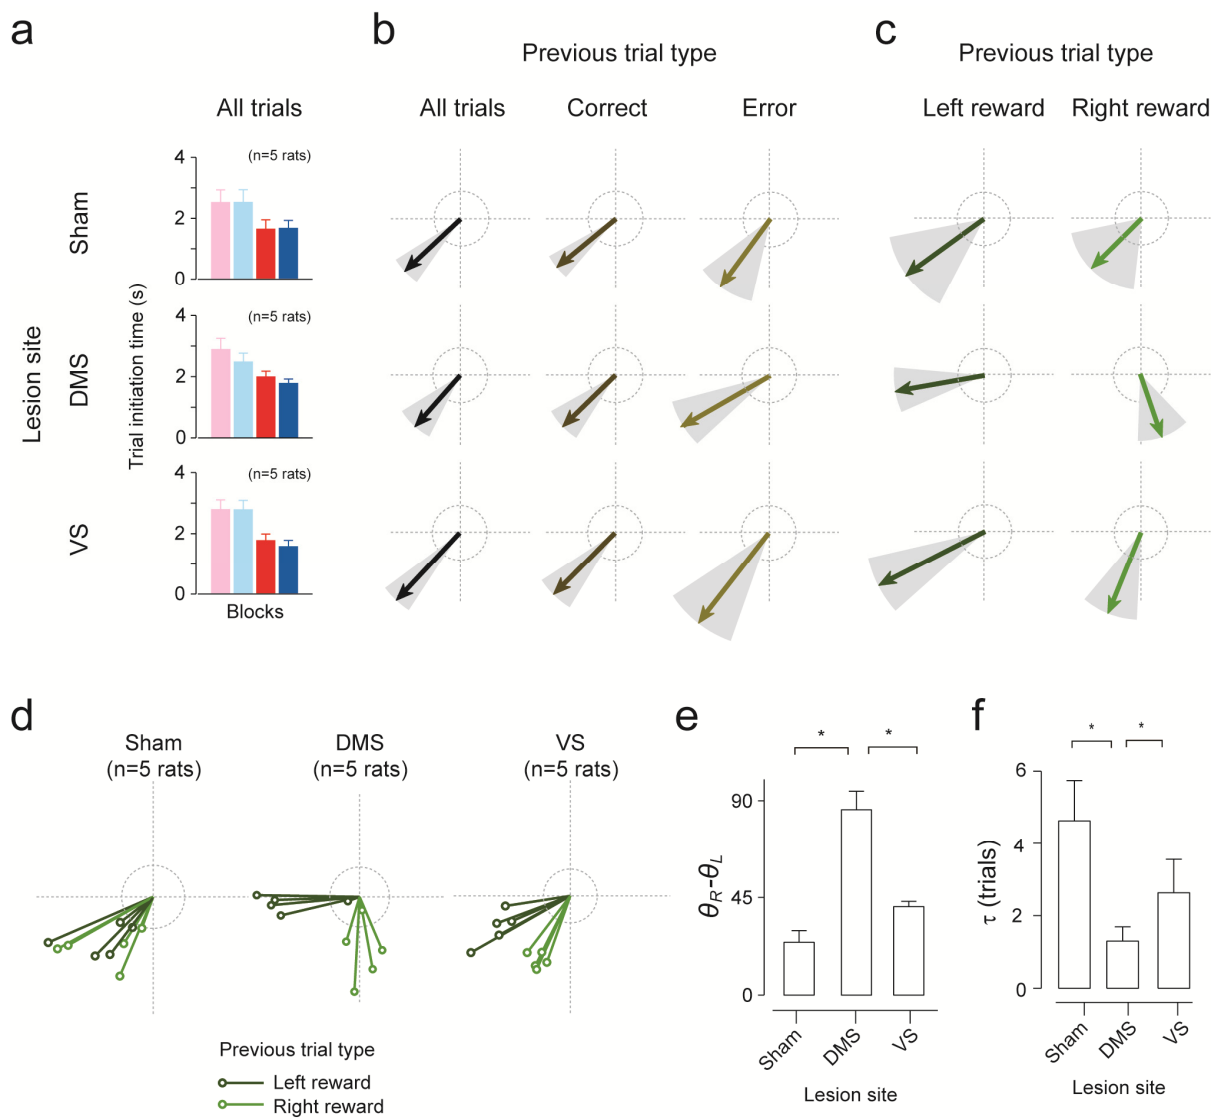 a
b
c
Previous trial type
Previous trial type
All trials
All trials
Correct
Error
Left reward
Right reward
Lesion site
Sham
DMS
VS
Trial initiation time (s)
4
(n=5 rats)
2
0
4
(n=5 rats)
2
0
4
(n=5 rats)
2
0
Blocks
d
Sham
(n=5 rats)
DMS
(n=5 rats)
VS
(n=5 rats)
Previous trial type
Left reward
Right reward
e
*
*
θR-θL
90
45
0
Sham
DMS
VS
Lesion site
f
*
*
τ (trials)
6
4
2
0
Sham
DMS
VS
Lesion site